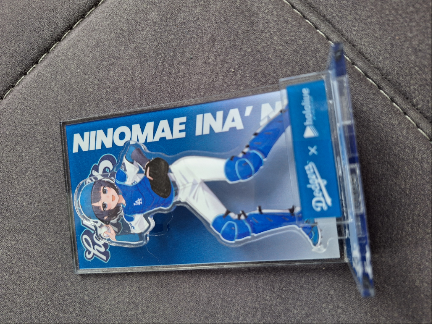 NINOMAE INA' N
Dodgers × hololive